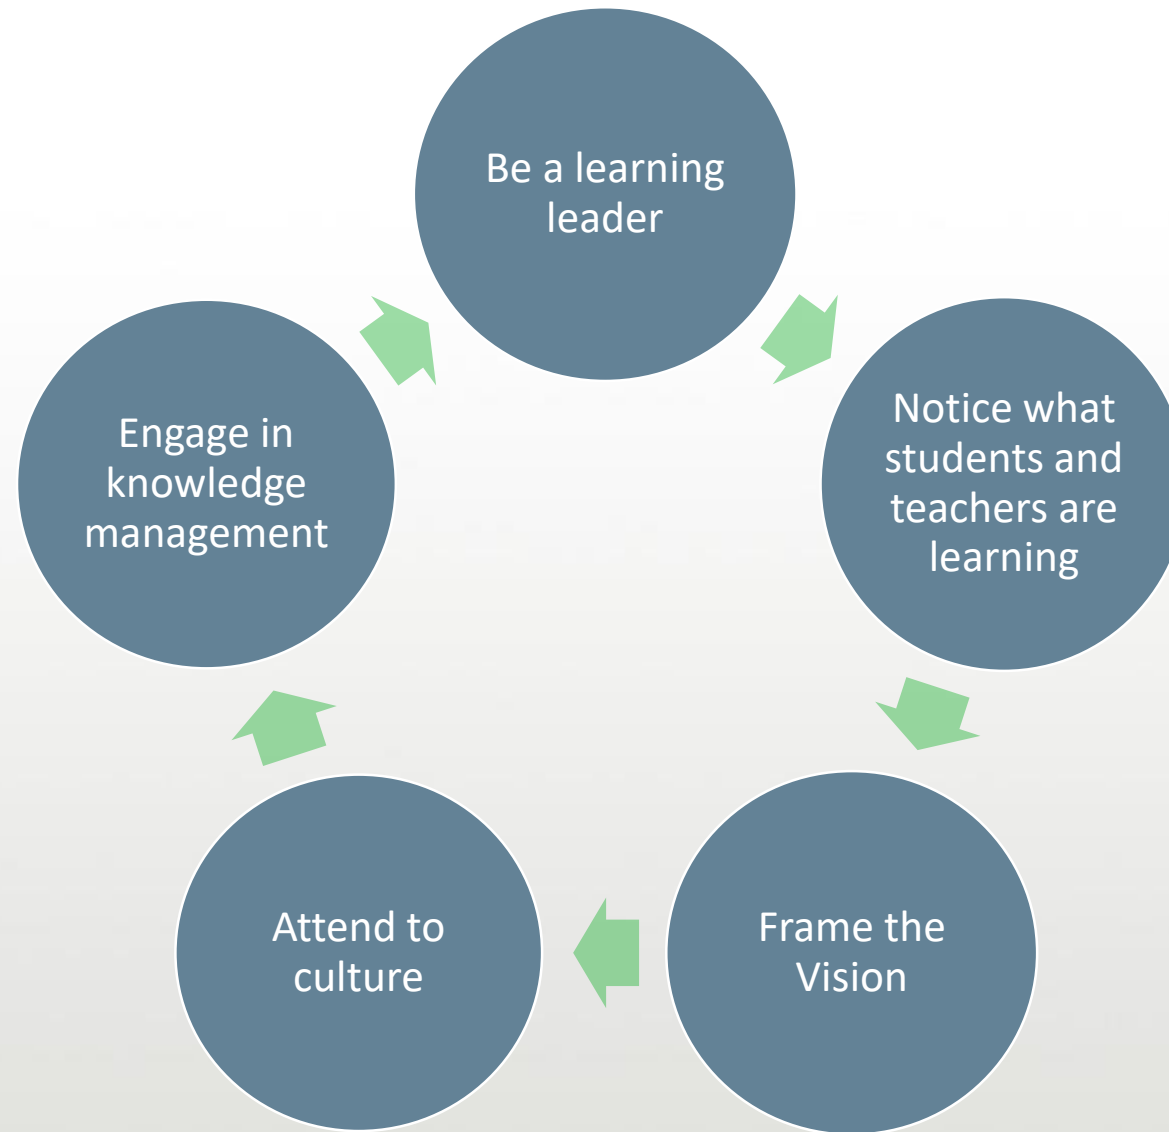 Be a learning
leader
Notice what
students and
teachers are
learning
Frame the
Vision
Attend to
culture
Engage in
knowledge
management